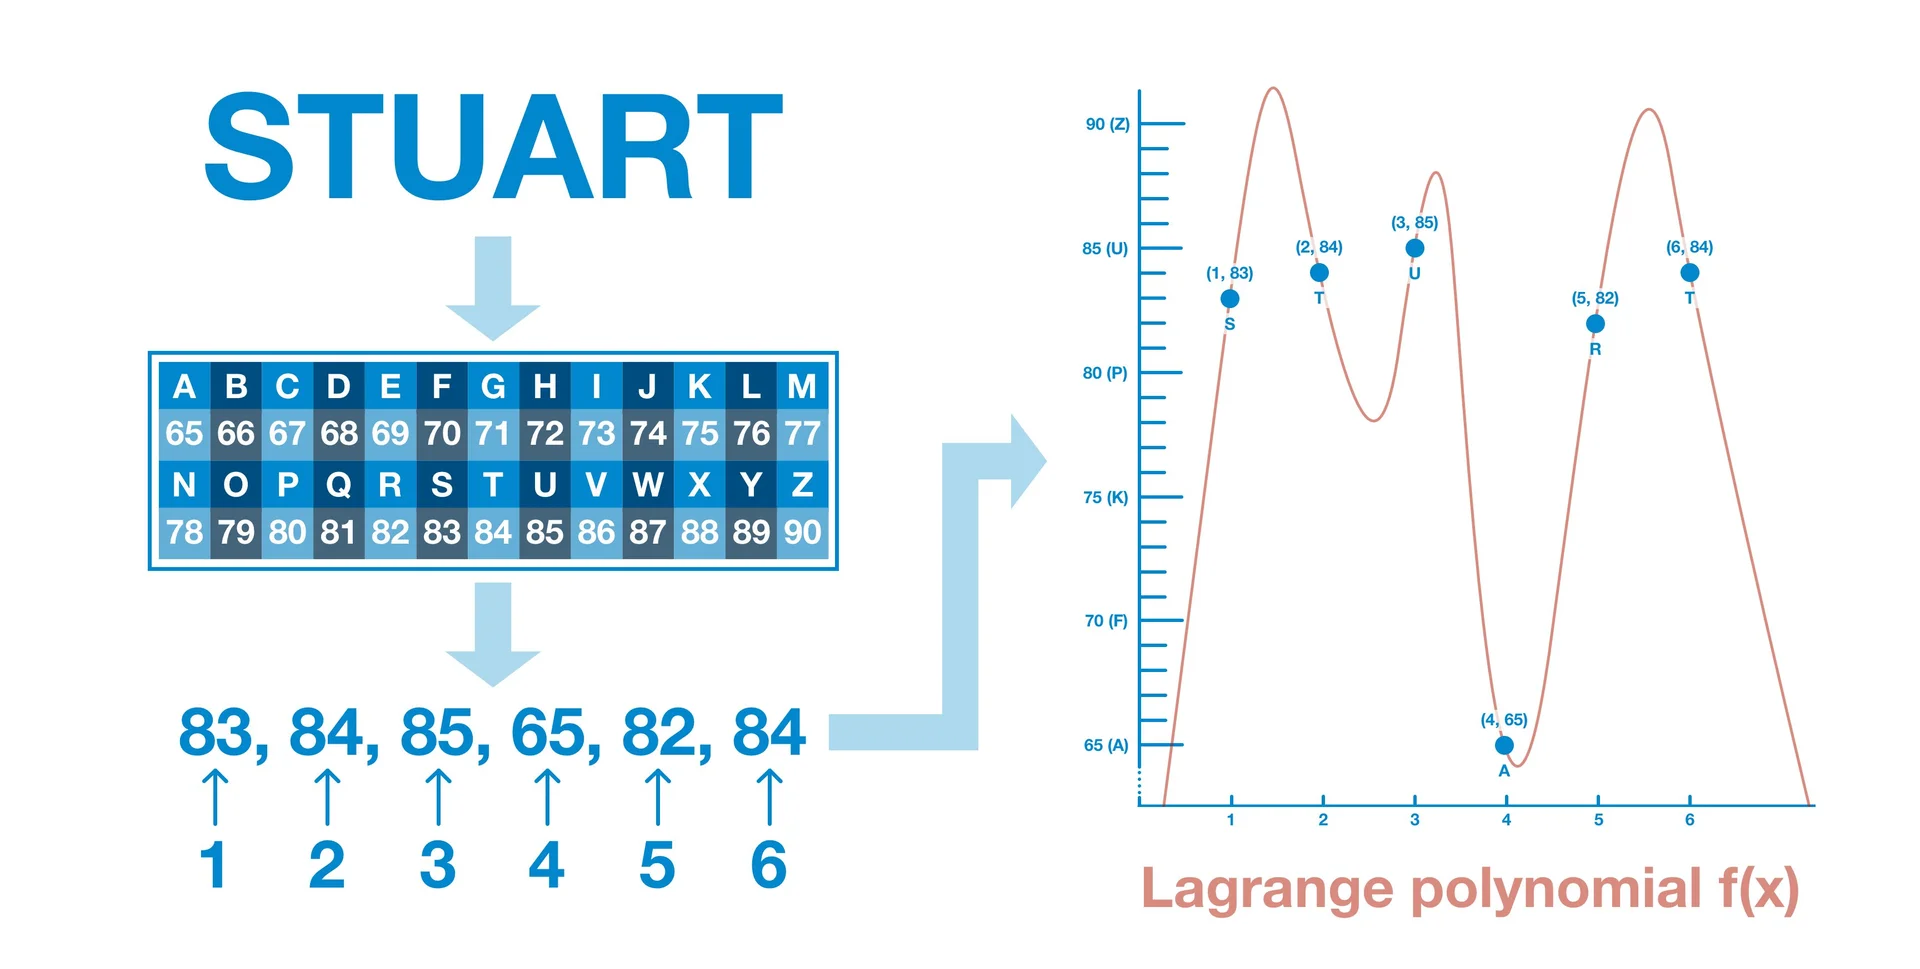 STUART
A B C D E F G H I J K L M
65 66 67 68 69 70 71 72 73 74 75 76 77
N O P Q R S T U V W X Y Z
78 79 80 81 82 83 84 85 86 87 88 89 90
83, 84, 85, 65, 82, 84
1 2 3 4 5 6
90 (Z)
85 (U)
80 (P)
75 (K)
70 (F)
65 (A)
(1, 83)
S
(2, 84)
T
(3, 85)
U
(4, 65)
A
(5, 82)
R
(6, 84)
T
1 2 3 4 5 6
Lagrange polynomial f(x)